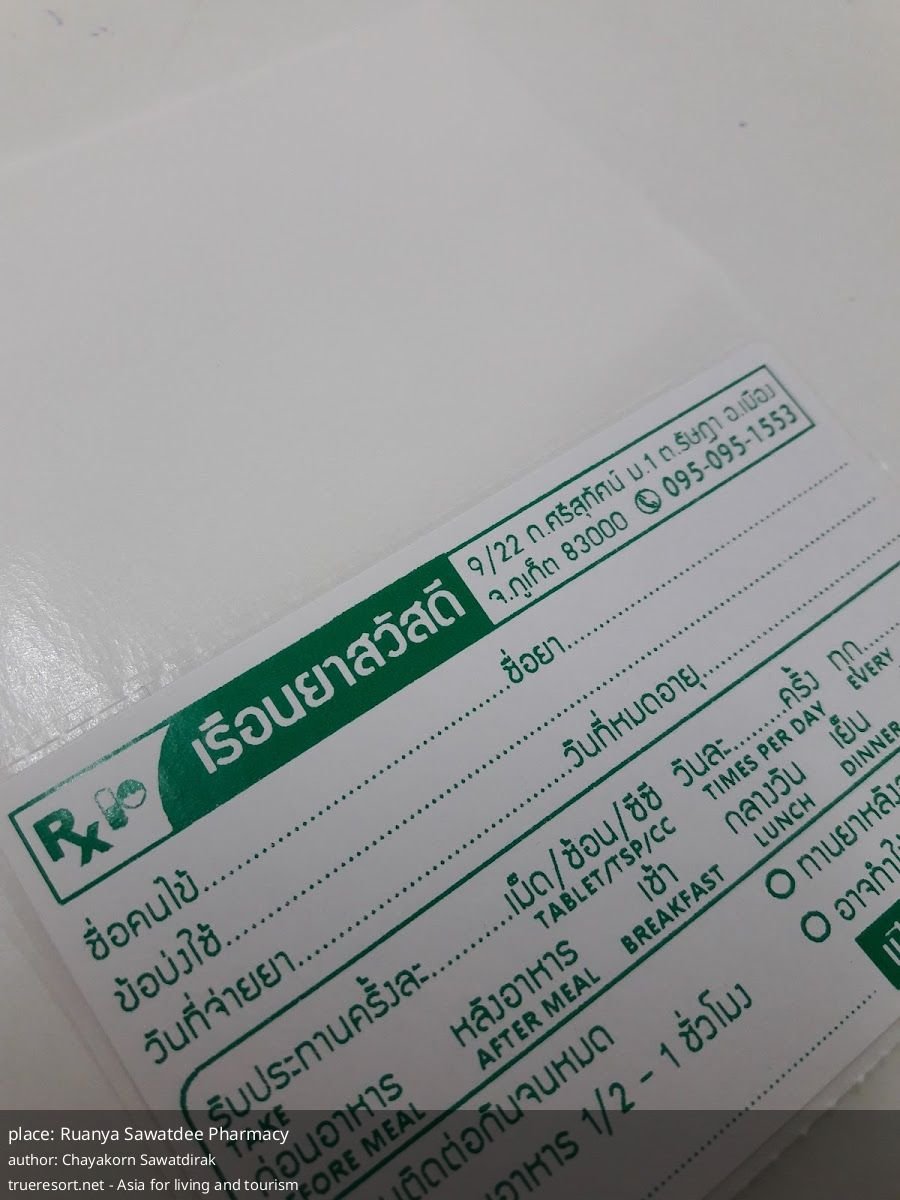 Rx
เรือนยาสวัสดี
9/22 ถ.ศรีสุทัศน์ ม.1 ต.รัษฎา อ.เมือง
จ.ภูเก็ต 83000 095-095-1553
ชื่อคนไข้..............................ชื่อยา..............................
ข้อบ่งใช้..............................
วันที่จ่ายยา..............................วันที่หมดอายุ..............................
รับประทานครั้งละ..............เม็ด/ช้อน/ซีซี วันละ..........ครั้ง ทุก......
TAKE TABLET/TSP/CC TIMES PER DAY EVERY
ก่อนอาหาร หลังอาหาร เช้า กลางวัน เย็น
BEFORE MEAL AFTER MEAL BREAKFAST LUNCH DINNER
ติดต่อกันจนหมด ทานยาหลัง
อาหาร 1/2 - 1 ชั่วโมง
place: Ruanya Sawatdee Pharmacy
author: Chayakorn Sawatdirak
trueresort.net - Asia for living and tourism